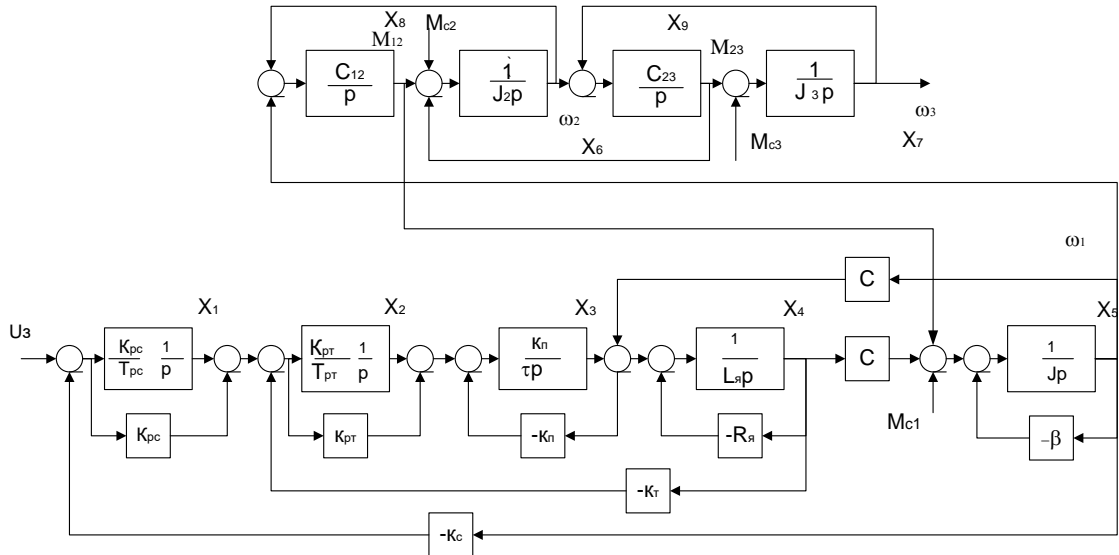 X8
Mc2
X9
M12
M23
C12
p
1
J2p
C23
p
1
J3p
ω2
ω3
X6
Mc3
X7
ω1
C
X1
X2
X3
X4
X5
Uз
Kрс
Tрс
1
p
Kрт
Tрт
1
p
Kп
τp
1
Lяp
C
1
Jp
Mc1
Kрс
Kрт
-Kп
-Rя
-β
-Kт
-Kс